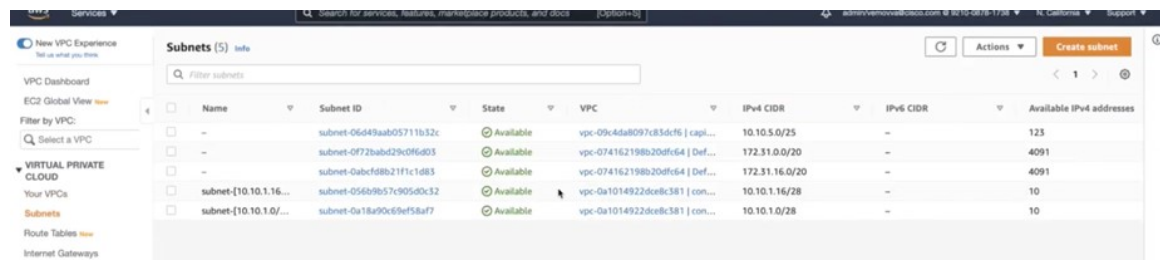 aws Services ▼ Search for services, features, marketplace products, and docs [Option+S] N. California ▼ Support ▼
New VPC Experience
Tell us what you think
Subnets (5) Info Actions ▼ Create subnet
Filter subnets < 1 >
VPC Dashboard
EC2 Global View New
Filter by VPC:
Select a VPC
VIRTUAL PRIVATE CLOUD
Your VPCs
Subnets
Route Tables New
Internet Gateways
Name Subnet ID State VPC IPv4 CIDR IPv6 CIDR Available IPv4 addresses
– subnet-06d49aab05711b32c Available vpc-09c4da8097c83dcf6 | capi... 10.10.5.0/25 – 123
– subnet-0f72babd29c0f6d03 Available vpc-074162198b20dfc64 | Def... 172.31.0.0/20 – 4091
– subnet-0abcfd8b21f1c1d83 Available vpc-074162198b20dfc64 | Def... 172.31.16.0/20 – 4091
subnet-[10.10.1.16... subnet-056b9b57c905d0c32 Available vpc-0a1014922dce8c381 | con... 10.10.1.16/28 – 10
subnet-[10.10.1.0/... subnet-0a18a90c69ef58af7 Available vpc-0a1014922dce8c381 | con... 10.10.1.0/28 – 10